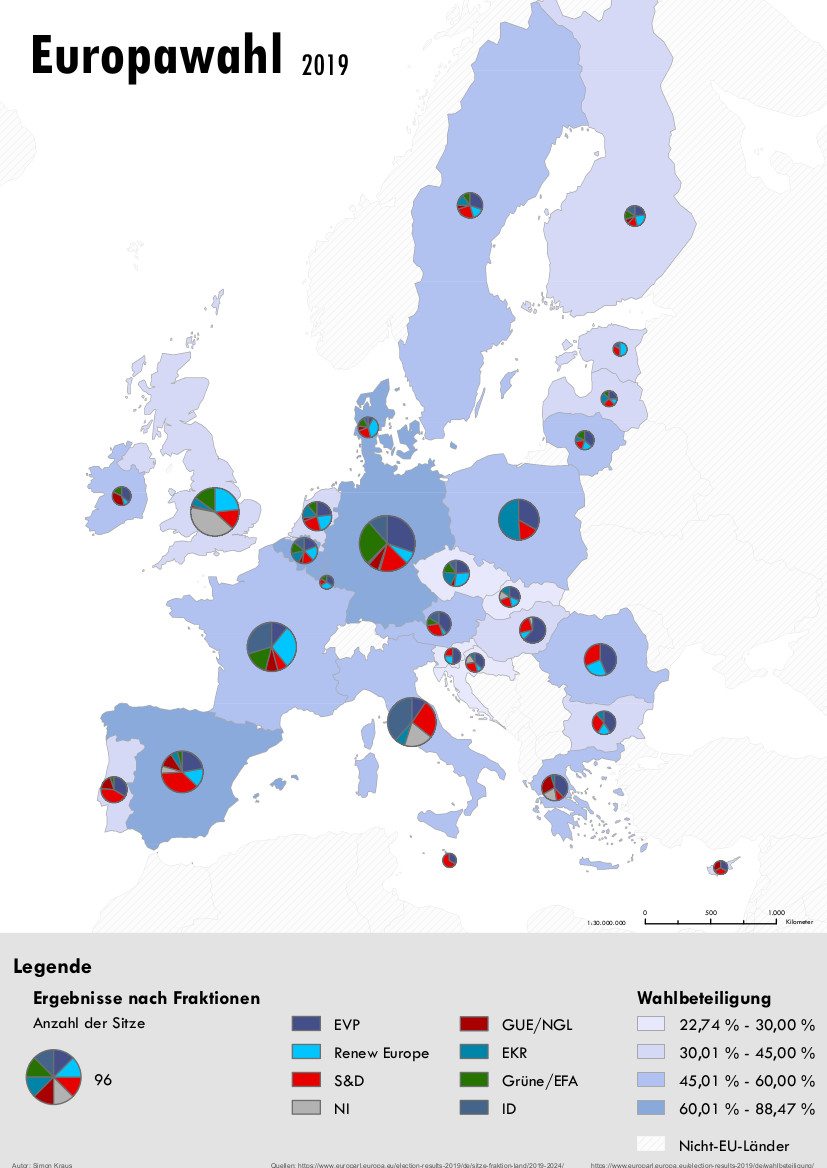 Europawahl 2019
1:30.000.000
0 500 1.000
Kilometer
Legende
Ergebnisse nach Fraktionen
Anzahl der Sitze
96
EVP
Renew Europe
S&D
NI
GUE/NGL
EKR
Grüne/EFA
ID
Wahlbeteiligung
22,74 % - 30,00 %
30,01 % - 45,00 %
45,01 % - 60,00 %
60,01 % - 88,47 %
Nicht-EU-Länder
Autor: Simon Kraus
Quellen: https://www.europarl.europa.eu/election-results-2019/de/sitze-fraktion-land/2019-2024/
https://www.europarl.europa.eu/election-results-2019/de/wahlbeteiligung/